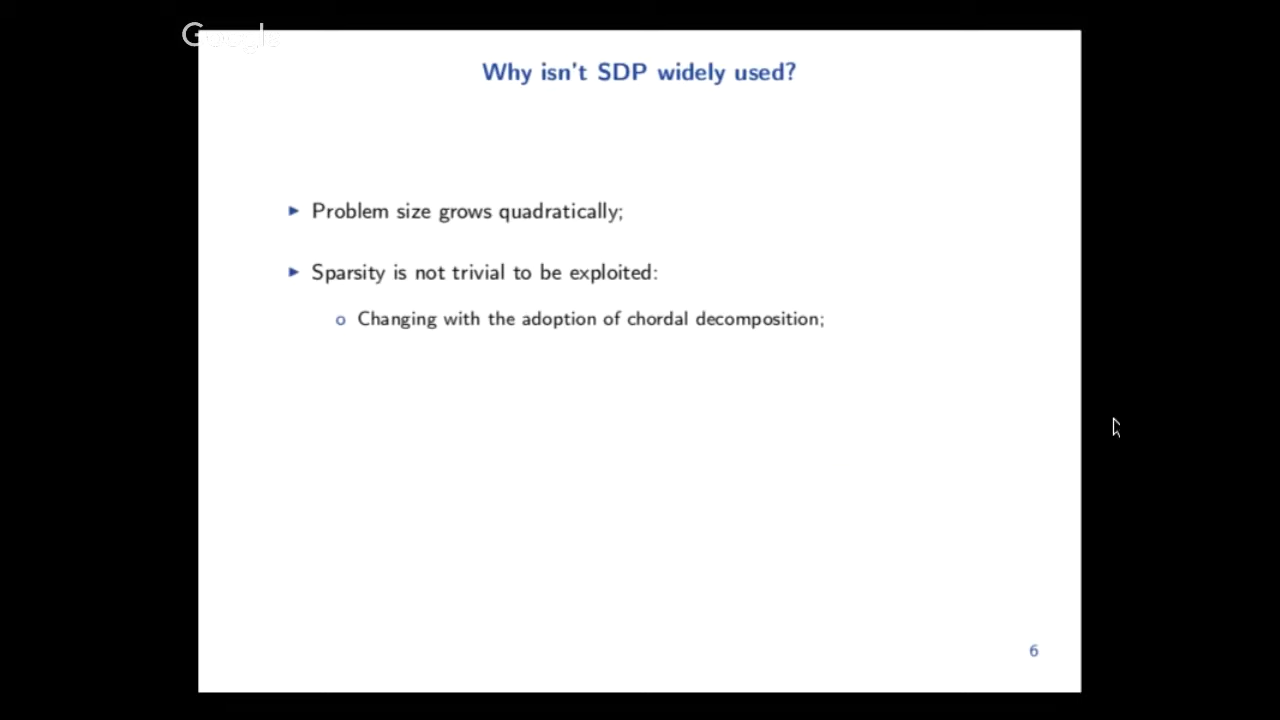 Google
Why isn't SDP widely used?
▶ Problem size grows quadratically;
▶ Sparsity is not trivial to be exploited:
o Changing with the adoption of chordal decomposition;
6